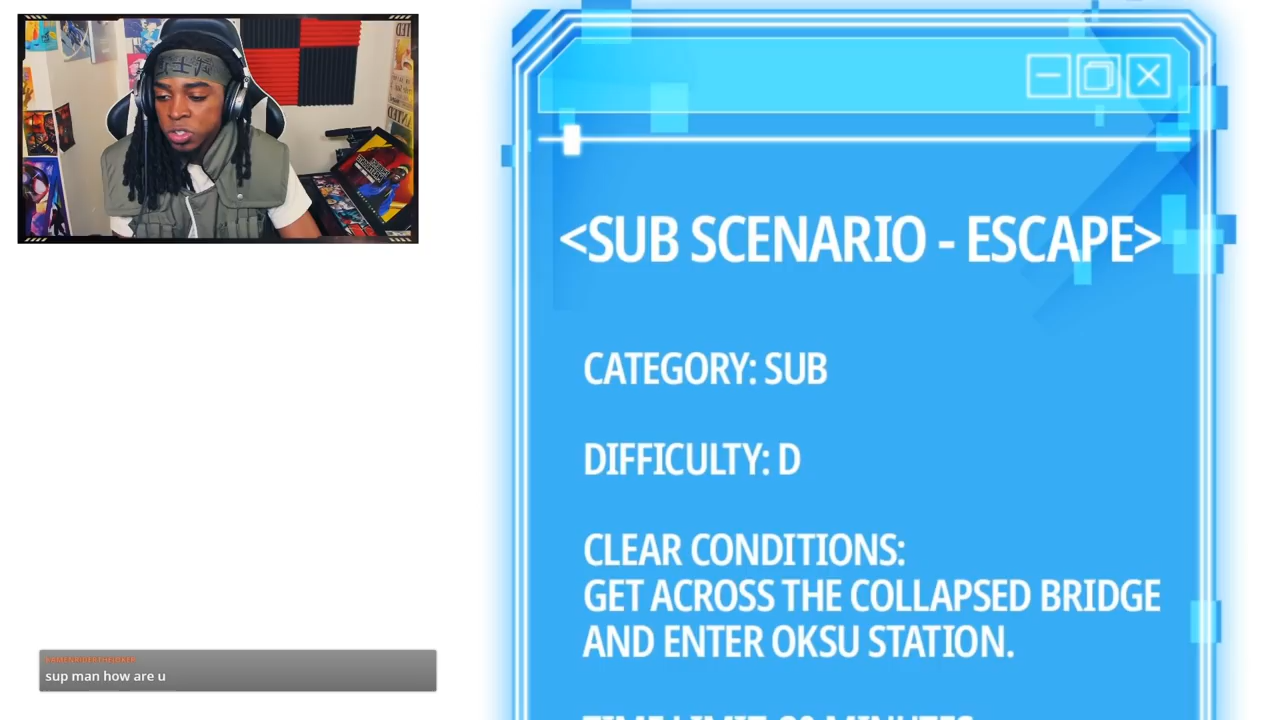 <SUB SCENARIO - ESCAPE>
CATEGORY: SUB
DIFFICULTY: D
CLEAR CONDITIONS:
GET ACROSS THE COLLAPSED BRIDGE
AND ENTER OKSU STATION.
sup man how are u